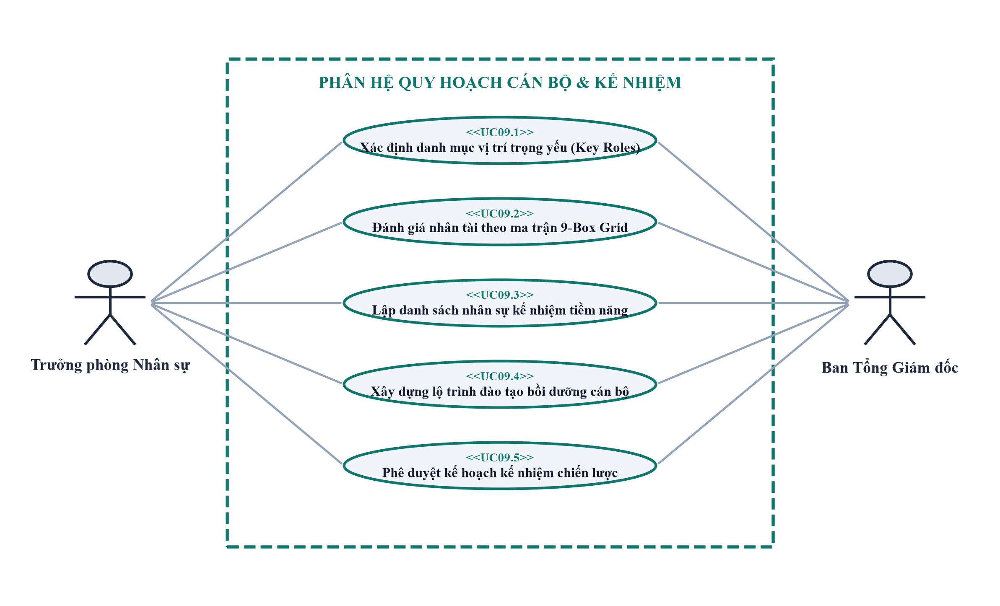 PHÂN HỆ QUY HOẠCH CÁN BỘ & KẾ NHIỆM
<<UC09.1>>
Xác định danh mục vị trí trọng yếu (Key Roles)
<<UC09.2>>
Đánh giá nhân tài theo ma trận 9-Box Grid
<<UC09.3>>
Lập danh sách nhân sự kế nhiệm tiềm năng
<<UC09.4>>
Xây dựng lộ trình đào tạo bồi dưỡng cán bộ
<<UC09.5>>
Phê duyệt kế hoạch kế nhiệm chiến lược
Trưởng phòng Nhân sự
Ban Tổng Giám đốc